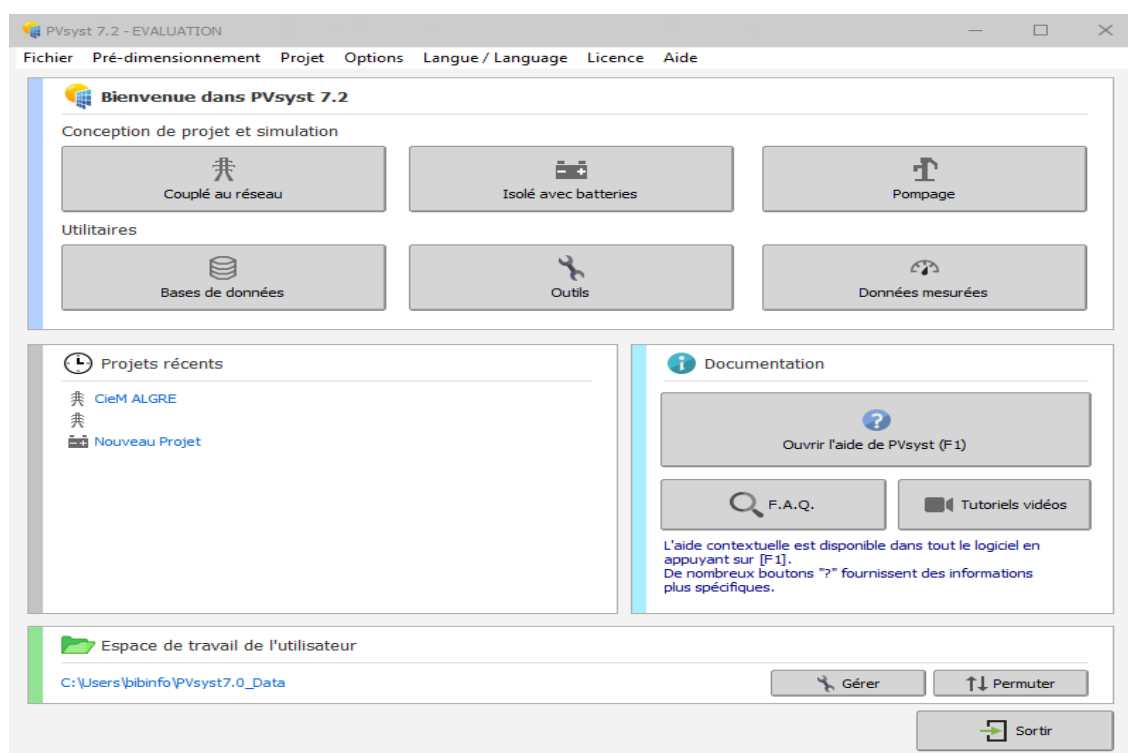 PVsyst 7.2 - EVALUATION
Fichier Pré-dimensionnement Projet Options Langue / Language Licence Aide
Bienvenue dans PVsyst 7.2
Conception de projet et simulation
Couplé au réseau Isolé avec batteries Pompage
Utilitaires
Bases de données Outils Données mesurées
Projets récents
CieM ALGRE
Nouveau Projet
Documentation
Ouvrir l'aide de PVsyst (F1)
F.A.Q. Tutoriels vidéos
L'aide contextuelle est disponible dans tout le logiciel en
appuyant sur [F1].
De nombreux boutons "?" fournissent des informations
plus spécifiques.
Espace de travail de l'utilisateur
C:\Users\bibinfo\PVsyst7.0_Data Gérer Permuter
Sortir